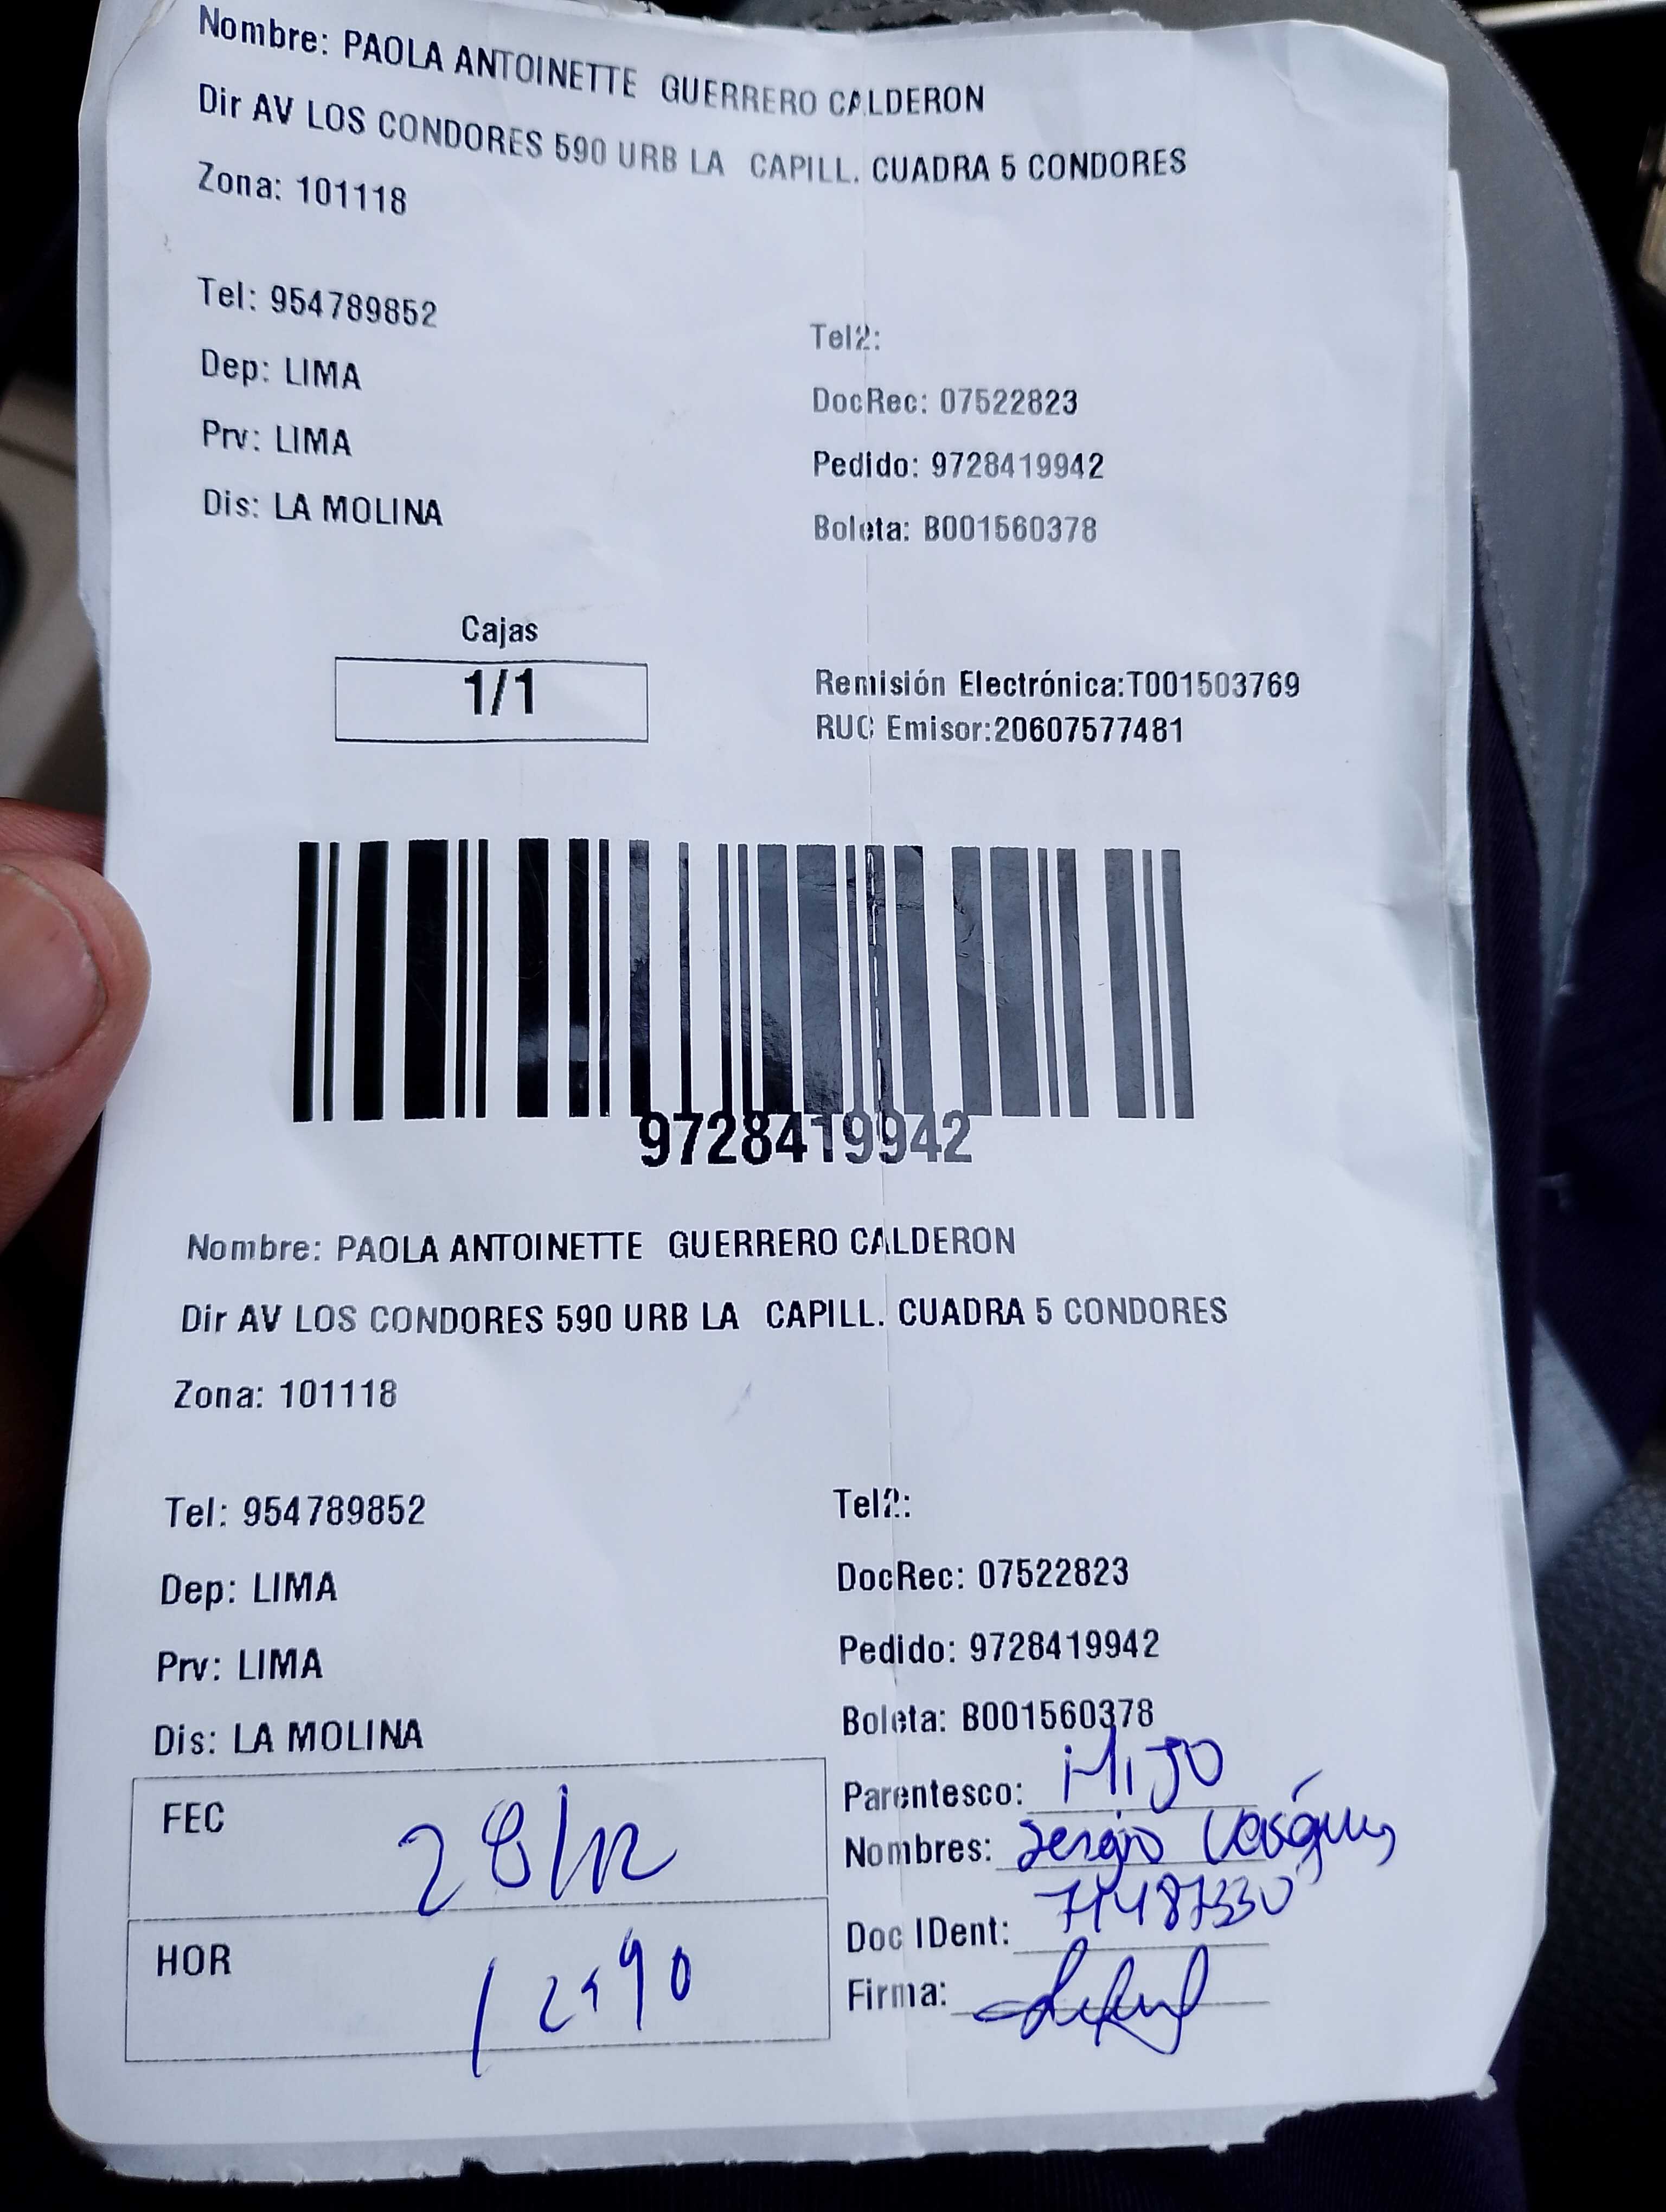 Nombre: PAOLA ANTOINETTE GUERRERO CALDERON
Dir AV LOS CONDORES 590 URB LA CAPILL. CUADRA 5 CONDORES
Zona: 101118
Tel: 954789852
Tel2:
Dep: LIMA
DocRec: 07522823
Prv: LIMA
Pedido: 9728419942
Dis: LA MOLINA
Boleta: B001560378
Cajas
1/1
Remisión Electrónica:T001503769
RUC Emisor:20607577481
9728419942
Nombre: PAOLA ANTOINETTE GUERRERO CALDERON
Dir AV LOS CONDORES 590 URB LA CAPILL. CUADRA 5 CONDORES
Zona: 101118
Tel: 954789852
Tel2:
Dep: LIMA
DocRec: 07522823
Prv: LIMA
Pedido: 9728419942
Dis: LA MOLINA
Boleta: B001560378
FEC 28/12
Parentesco: HIJO
Nombres: Sergio Vásquez
Doc IDent:
HOR
Firma: